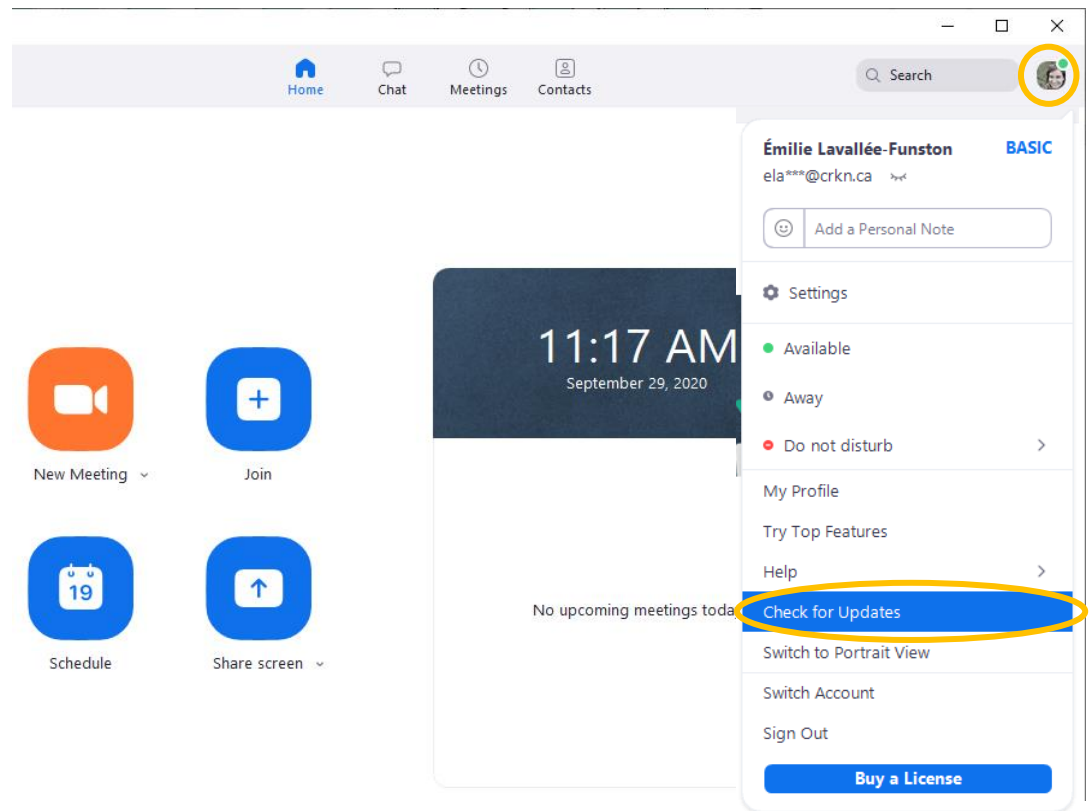 Home
Chat
Meetings
Contacts
Search
Émilie Lavallée-Funston BASIC
ela***@crkn.ca
Add a Personal Note
Settings
11:17 AM
September 29, 2020
Available
Away
Do not disturb
New Meeting
Join
My Profile
Try Top Features
Help
19
No upcoming meetings toda
Check for Updates
Schedule
Share screen
Switch to Portrait View
Switch Account
Sign Out
Buy a License